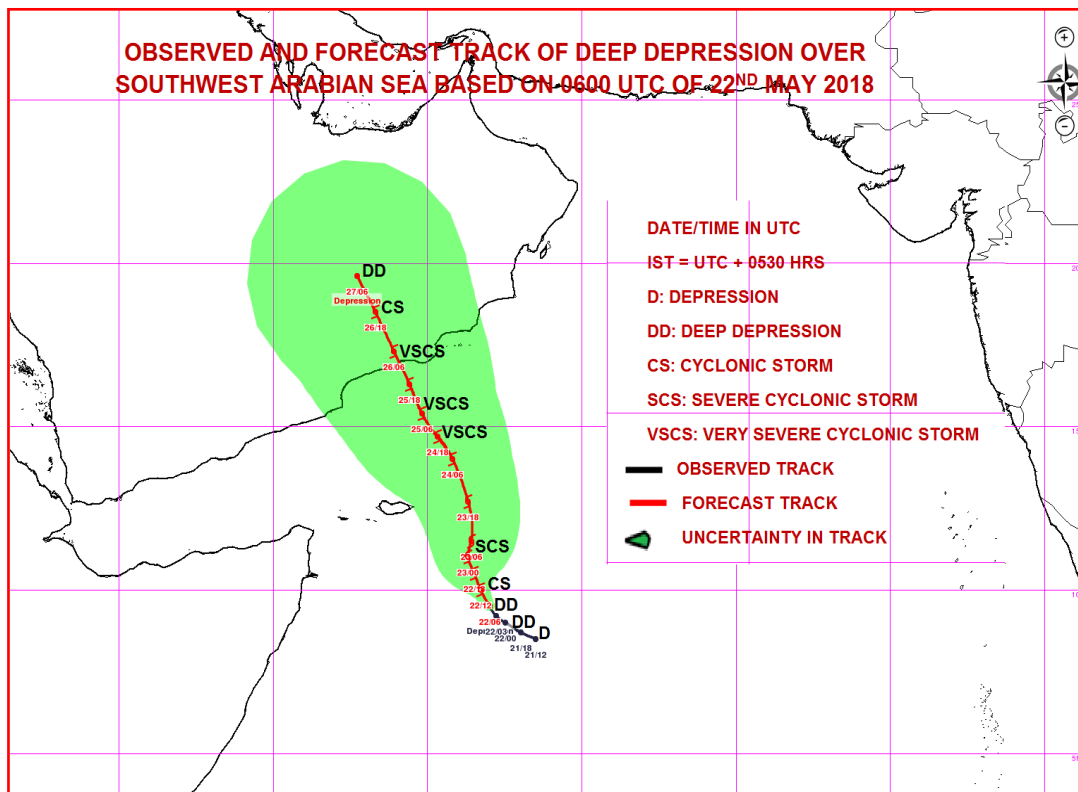 OBSERVED AND FORECAST TRACK OF DEEP DEPRESSION OVER
SOUTHWEST ARABIAN SEA BASED ON 0600 UTC OF 22ND MAY 2018
DATE/TIME IN UTC
IST = UTC + 0530 HRS
D: DEPRESSION
DD: DEEP DEPRESSION
CS: CYCLONIC STORM
SCS: SEVERE CYCLONIC STORM
VSCS: VERY SEVERE CYCLONIC STORM
OBSERVED TRACK
FORECAST TRACK
UNCERTAINTY IN TRACK
DD
27/06
Depression
CS
26/18
VSCS
26/06
25/18
VSCS
25/06
VSCS
24/18
24/06
23/18
SCS
23/06
23/00
CS
22/18
22/12
DD
22/06
DD
22/03
22/00
D
21/18
21/12